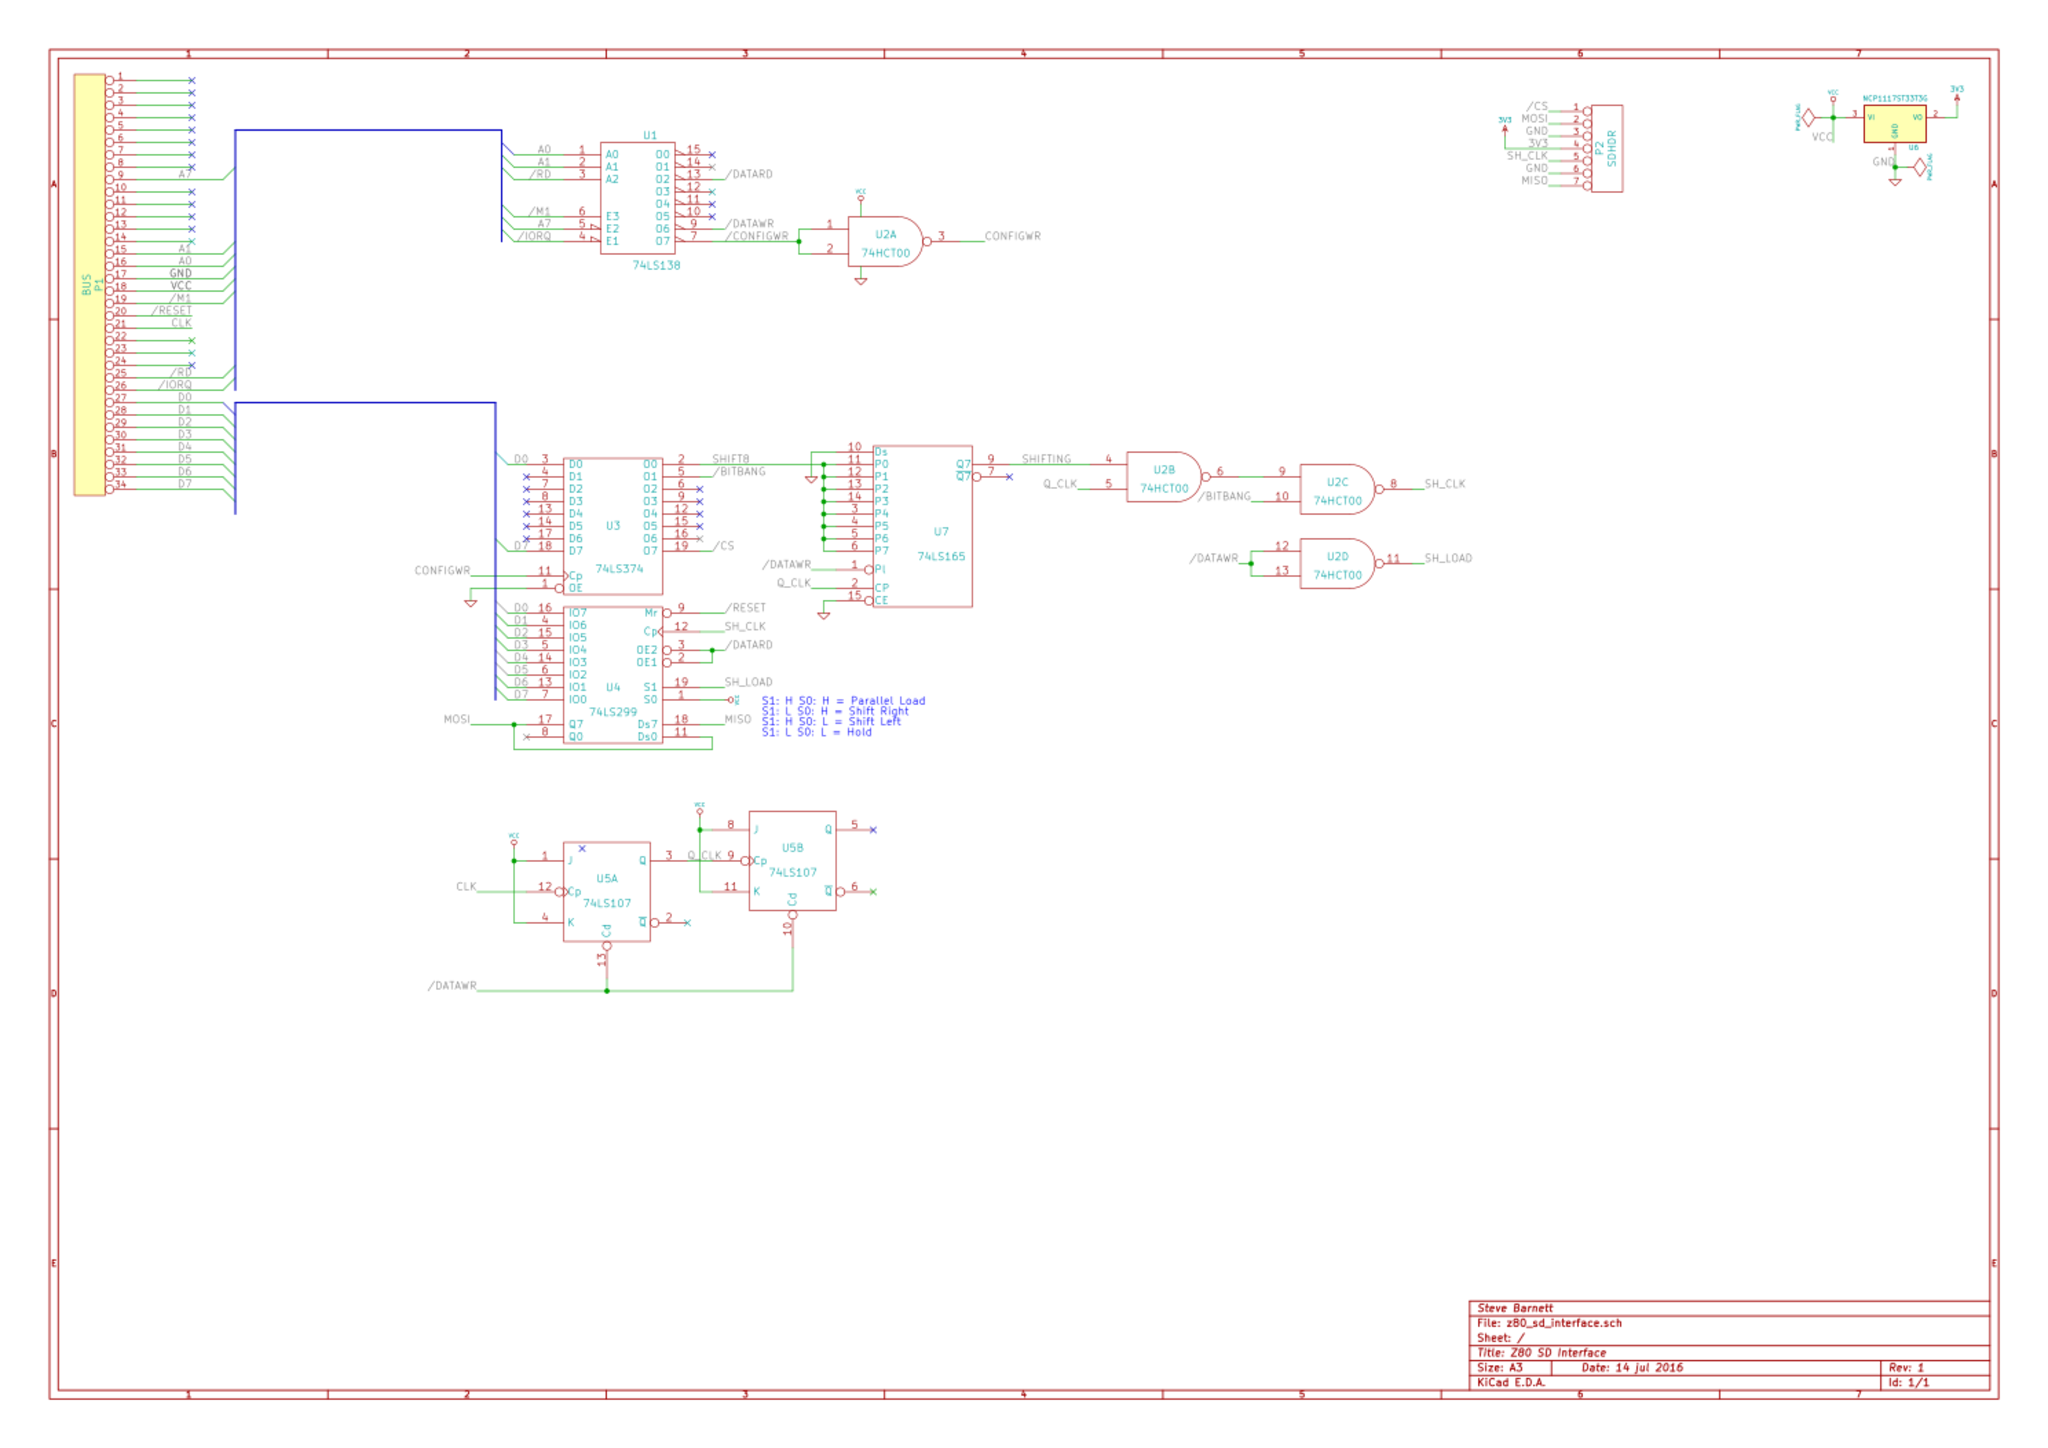 1 2 3 4 5 6 7
A
B
C
D
E
BUS
P1
1
2
3
4
5
6
7
8
9 A7
10
11
12
13
14
15 A1
16 A0
17 GND
18 VCC
19 /M1
20 /RESET
21 CLK
22
23
24
25 /RD
26 /IORQ
27 D0
28 D1
29 D2
30 D3
31 D4
32 D5
33 D6
34 D7
U1
A0 1 A0 O0 15
A1 2 A1 O1 14
/RD 3 A2 O2 13 /DATARD
O3 12
O4 11
/M1 6 E3 O5 10
A7 5 E2 O6 9 /DATAWR
/IORQ 4 E1 O7 7 /CONFIGWR
74LS138
VCC
1
2
U2A
74HCT00
3 CONFIGWR
/CS 1
MOSI 2
GND 3
3V3 4
SH_CLK 5
GND 6
MISO 7
3V3
P2
SDHDR
MCP1117ST33T3G
VCC
3V3
PWR_FLAG
3 VI VO 2
GND
1
U6
VCC
GND
PWR_FLAG
D0 3 D0 O0 2 SHIFT8
4 D1 O1 5 /BITBANG
7 D2 O2 6
8 D3 O3 9
13 D4 O4 12
14 D5 O5 15
17 D6 O6 16
D7 18 D7 O7 19 /CS
U3
74LS374
CONFIGWR 11 Cp
1 OE
D0 16 IO7 Mr 9 /RESET
D1 4 IO6
D2 15 IO5 Cp 12 SH_CLK
D3 5 IO4 OE2 3 /DATARD
D4 14 IO3 OE1 2
D5 6 IO2
D6 13 IO1 S1 19 SH_LOAD
D7 7 IO0 S0 1 VCC
U4
74LS299
MOSI 17 Q7 Ds7 18 MISO
8 Q0 Ds0 11
S1: H S0: H = Parallel Load
S1: L S0: H = Shift Right
S1: H S0: L = Shift Left
S1: L S0: L = Hold
10 Ds
11 P0 Q7 9 SHIFTING
12 P1 Q7 7
13 P2
14 P3
3 P4
4 P5
5 P6
6 P7
U7
74LS165
/DATAWR 1 Pl
Q_CLK 2 CP
15 CE
4
Q_CLK 5
U2B
74HCT00
6
9
/BITBANG 10
U2C
74HCT00
8 SH_CLK
/DATAWR
12
13
U2D
74HCT00
11 SH_LOAD
VCC
1 J Q 3 Q_CLK
U5A
CLK 12 Cp
74LS107
4 K Q 2
Cd
13
VCC
8 J Q 5
U5B
9 Cp
74LS107
11 K Q 6
Cd
10
/DATAWR
Steve Barnett
File: z80_sd_interface.sch
Sheet: /
Title: Z80 SD Interface
Size: A3 Date: 14 jul 2016 Rev: 1
KiCad E.D.A. Id: 1/1
1 2 3 4 5 6 7
A
B
C
D
E